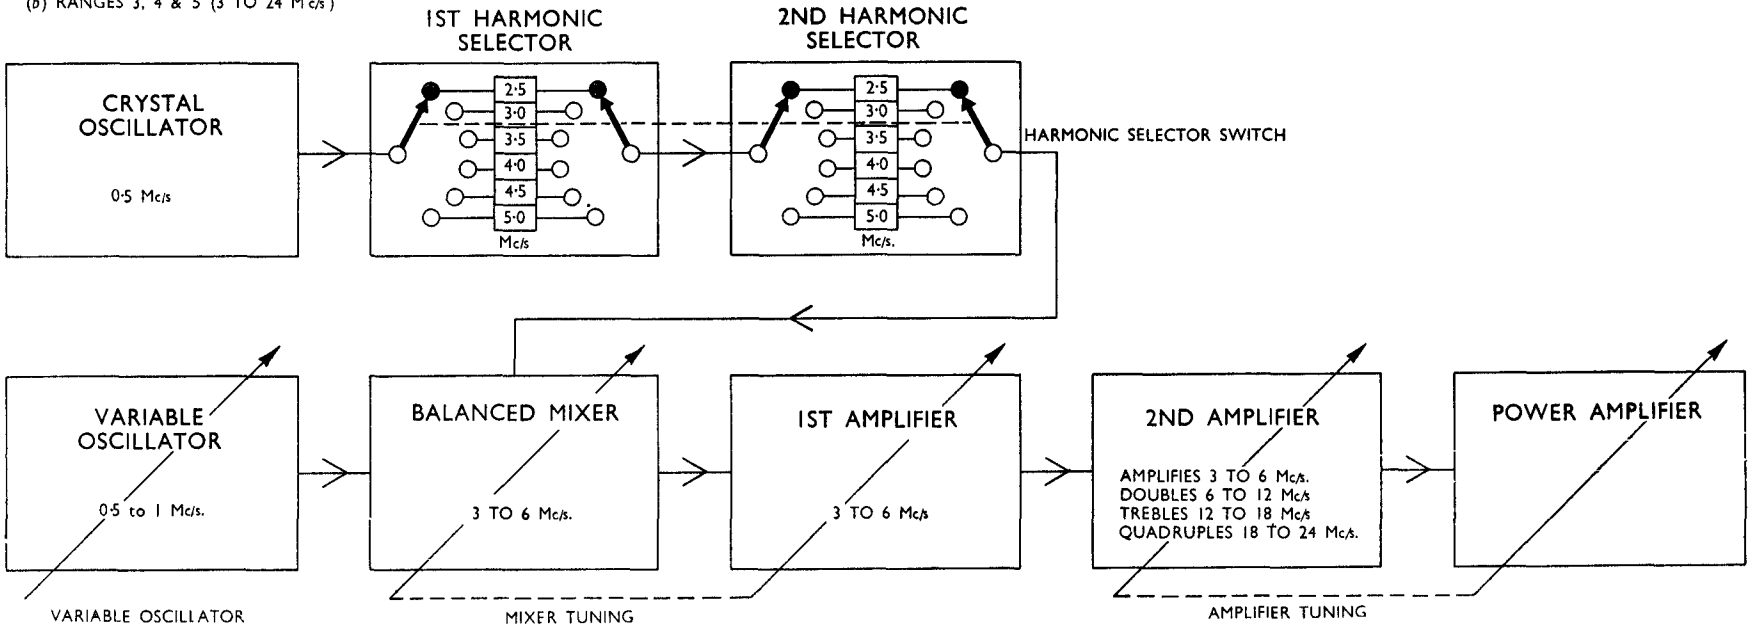 (b) RANGES 3, 4 & 5 (3 TO 24 Mc/s)
1ST HARMONIC
SELECTOR
2ND HARMONIC
SELECTOR
CRYSTAL
OSCILLATOR
0·5 Mc/s
2·5
3·0
3·5
4·0
4·5
5·0
Mc/s
2·5
3·0
3·5
4·0
4·5
5·0
Mc/s.
HARMONIC SELECTOR SWITCH
VARIABLE
OSCILLATOR
0·5 to 1 Mc/s.
BALANCED MIXER
3 TO 6 Mc/s.
1ST AMPLIFIER
3 TO 6 Mc/s
2ND AMPLIFIER
AMPLIFIES 3 TO 6 Mc/s.
DOUBLES 6 TO 12 Mc/s
TREBLES 12 TO 18 Mc/s
QUADRUPLES 18 TO 24 Mc/s.
POWER AMPLIFIER
VARIABLE OSCILLATOR
MIXER TUNING
AMPLIFIER TUNING